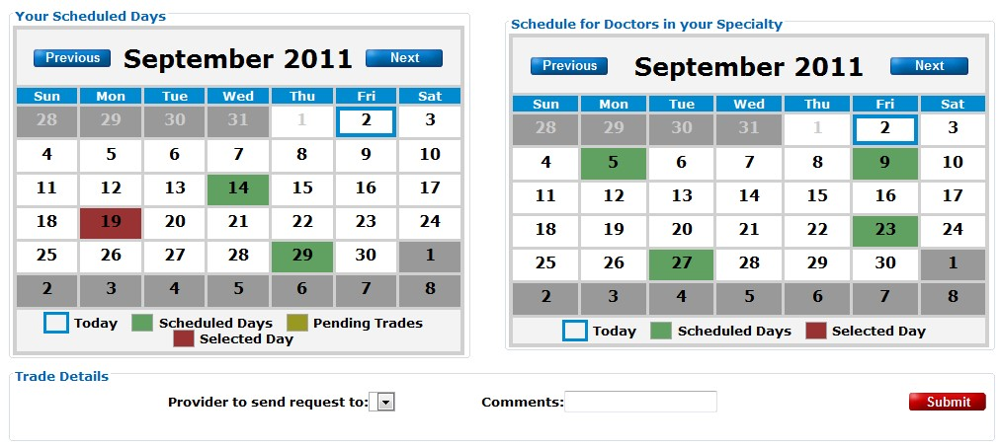 Your Scheduled Days
Previous September 2011 Next
Sun Mon Tue Wed Thu Fri Sat
28 29 30 31 1 2 3
4 5 6 7 8 9 10
11 12 13 14 15 16 17
18 19 20 21 22 23 24
25 26 27 28 29 30 1
2 3 4 5 6 7 8
Today Scheduled Days Pending Trades
Selected Day
Schedule for Doctors in your Specialty
Previous September 2011 Next
Sun Mon Tue Wed Thu Fri Sat
28 29 30 31 1 2 3
4 5 6 7 8 9 10
11 12 13 14 15 16 17
18 19 20 21 22 23 24
25 26 27 28 29 30 1
2 3 4 5 6 7 8
Today Scheduled Days Selected Day
Trade Details
Provider to send request to: Comments: Submit